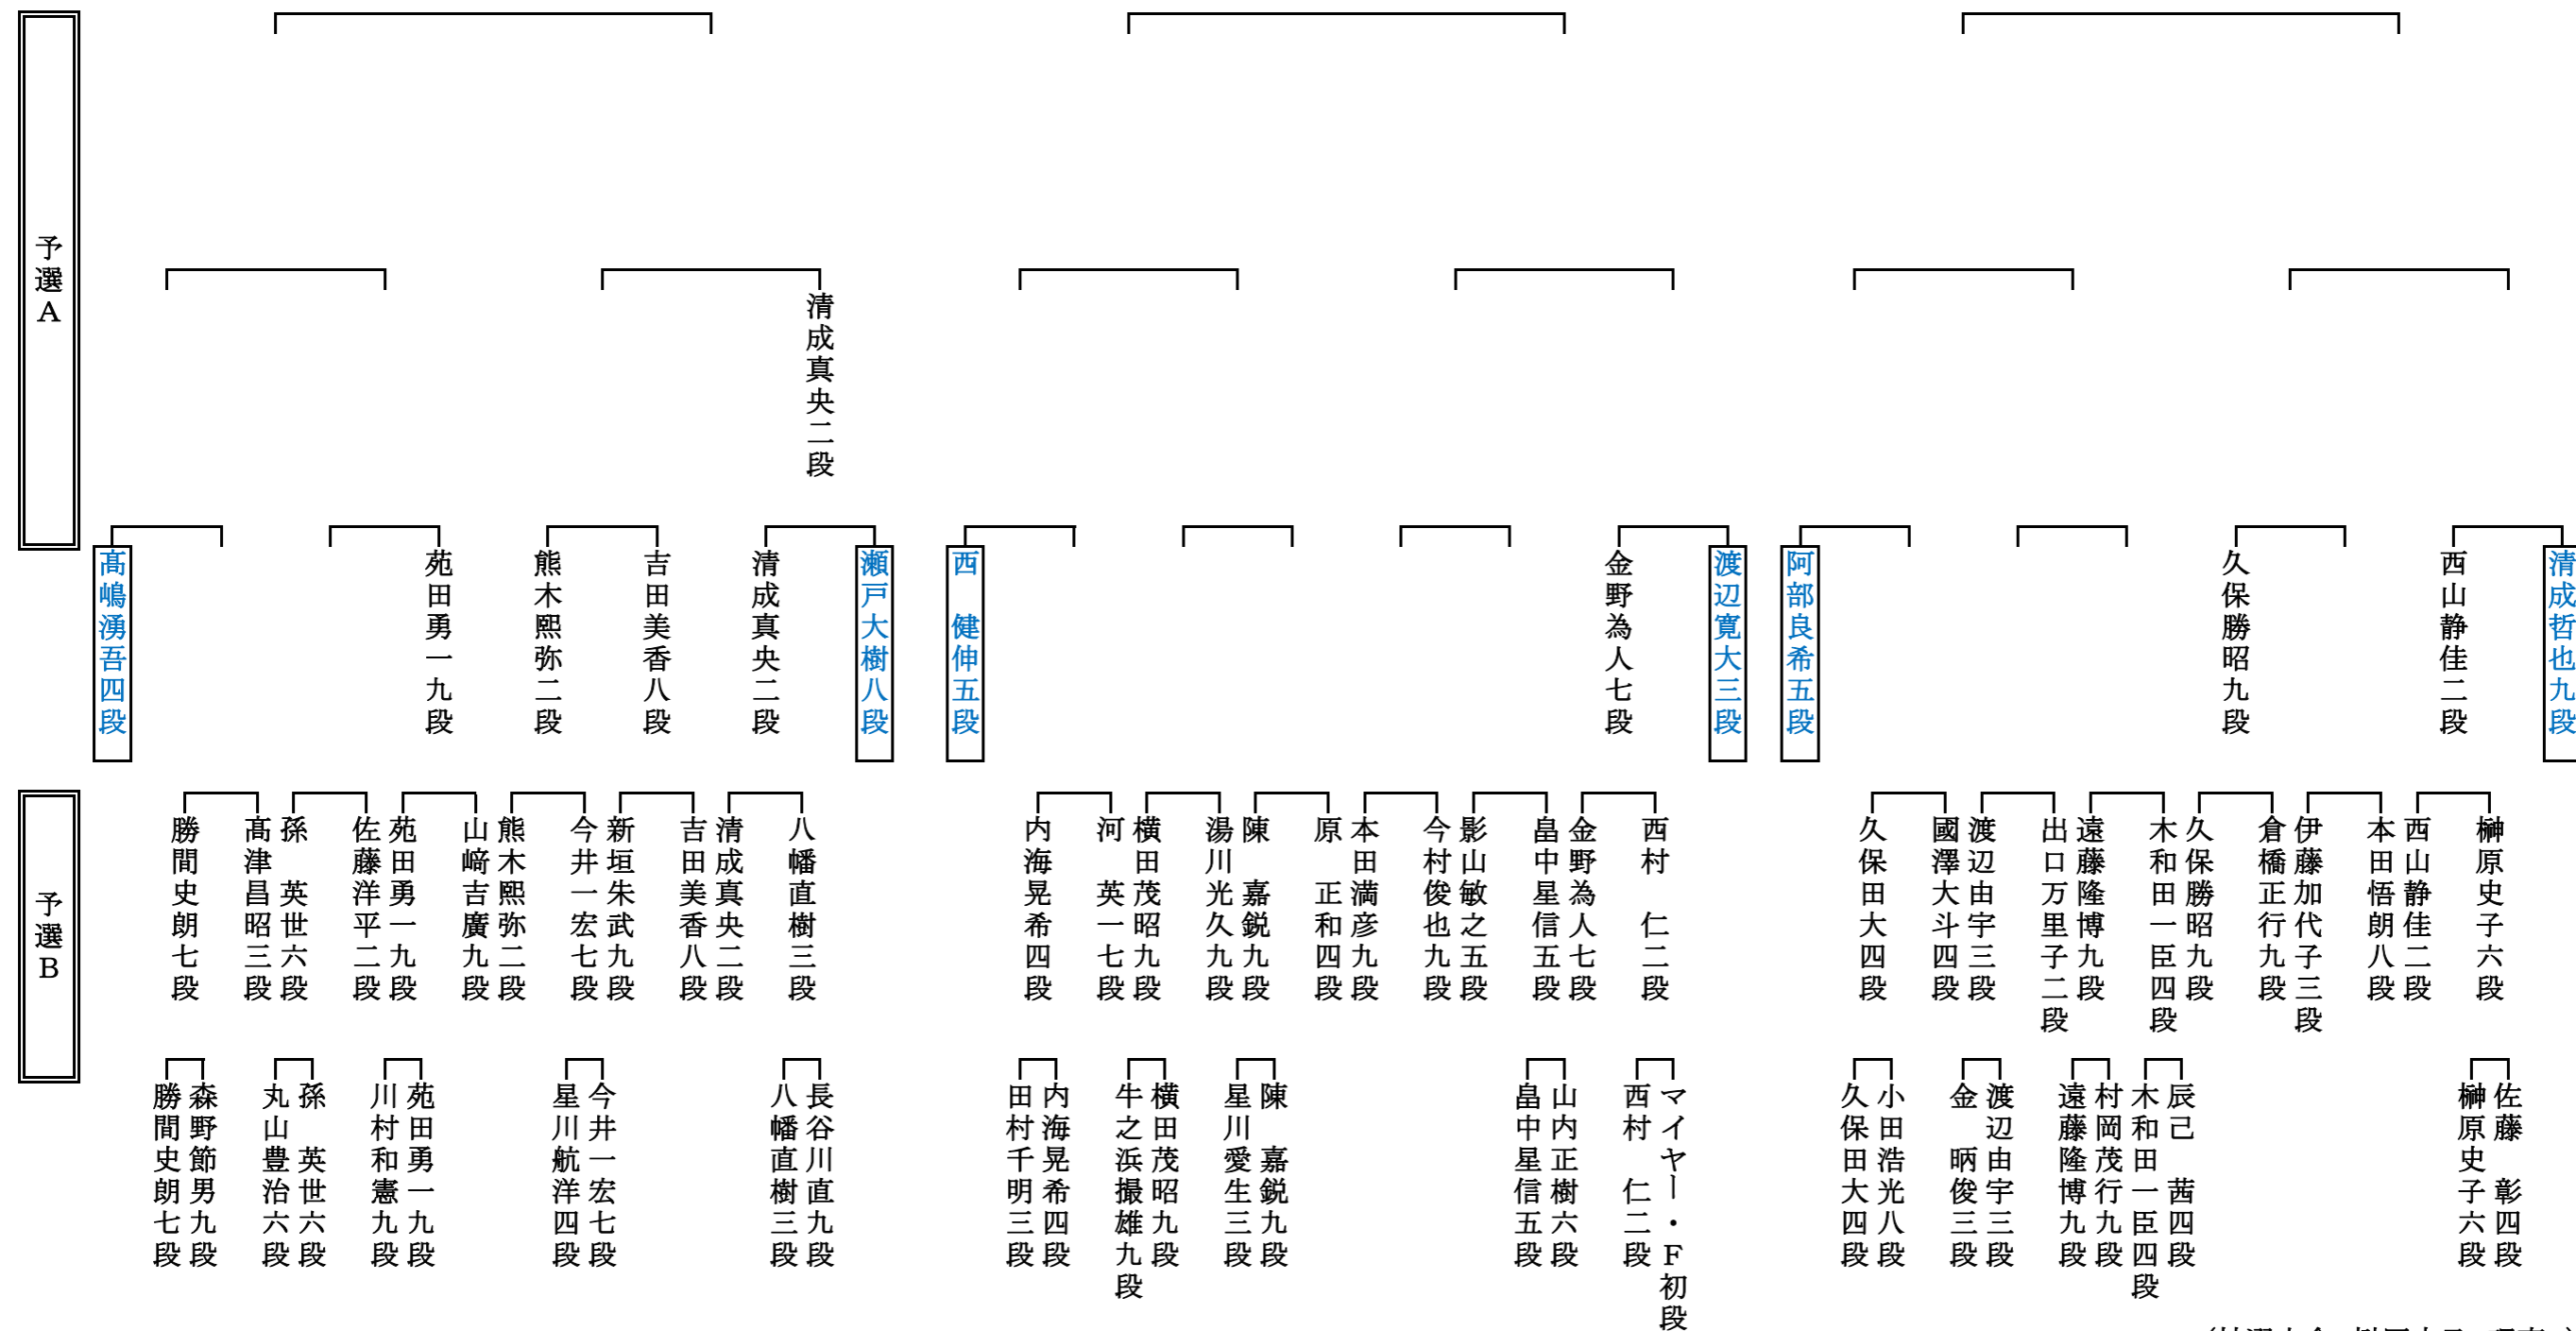 予選A
清成真央二段
髙嶋湧吾四段
苑田勇一九段
熊木熙弥二段
吉田美香八段
清成真央二段
瀬戸大樹八段
西　健伸五段
金野為人七段
渡辺寛大三段
阿部良希五段
久保勝昭九段
西山静佳二段
清成哲也九段
予選B
勝間史朗七段
髙津昌昭三段
孫　英世六段
佐藤洋平二段
苑田勇一九段
山﨑吉廣九段
熊木熙弥二段
今井一宏七段
新垣朱武九段
吉田美香八段
清成真央二段
八幡直樹三段
内海晃希四段
河　英一七段
横田茂昭九段
湯川光久九段
陳　嘉鋭九段
原　正和四段
本田満彦九段
今村俊也九段
影山敏之五段
畠中星信五段
金野為人七段
西村　仁二段
久保田大四段
國澤大斗四段
渡辺由宇三段
出口万里子二段
遠藤隆博九段
木和田一臣四段
久保勝昭九段
倉橋正行九段
伊藤加代子三段
本田悟朗八段
西山静佳二段
榊原史子六段
勝間史朗七段
森野節男九段
丸山豊治六段
孫　英世六段
川村和憲九段
苑田勇一九段
星川航洋四段
今井一宏七段
八幡直樹三段
長谷川直九段
田村千明三段
内海晃希四段
牛之浜撮雄九段
横田茂昭九段
星川愛生三段
陳　嘉鋭九段
畠中星信五段
山内正樹六段
西村　仁二段
マイヤー・F初段
久保田大四段
小田浩光八段
金　昞俊三段
渡辺由宇三段
遠藤隆博九段
村岡茂行九段
木和田一臣四段
辰己　茜四段
榊原史子六段
佐藤　彰四段